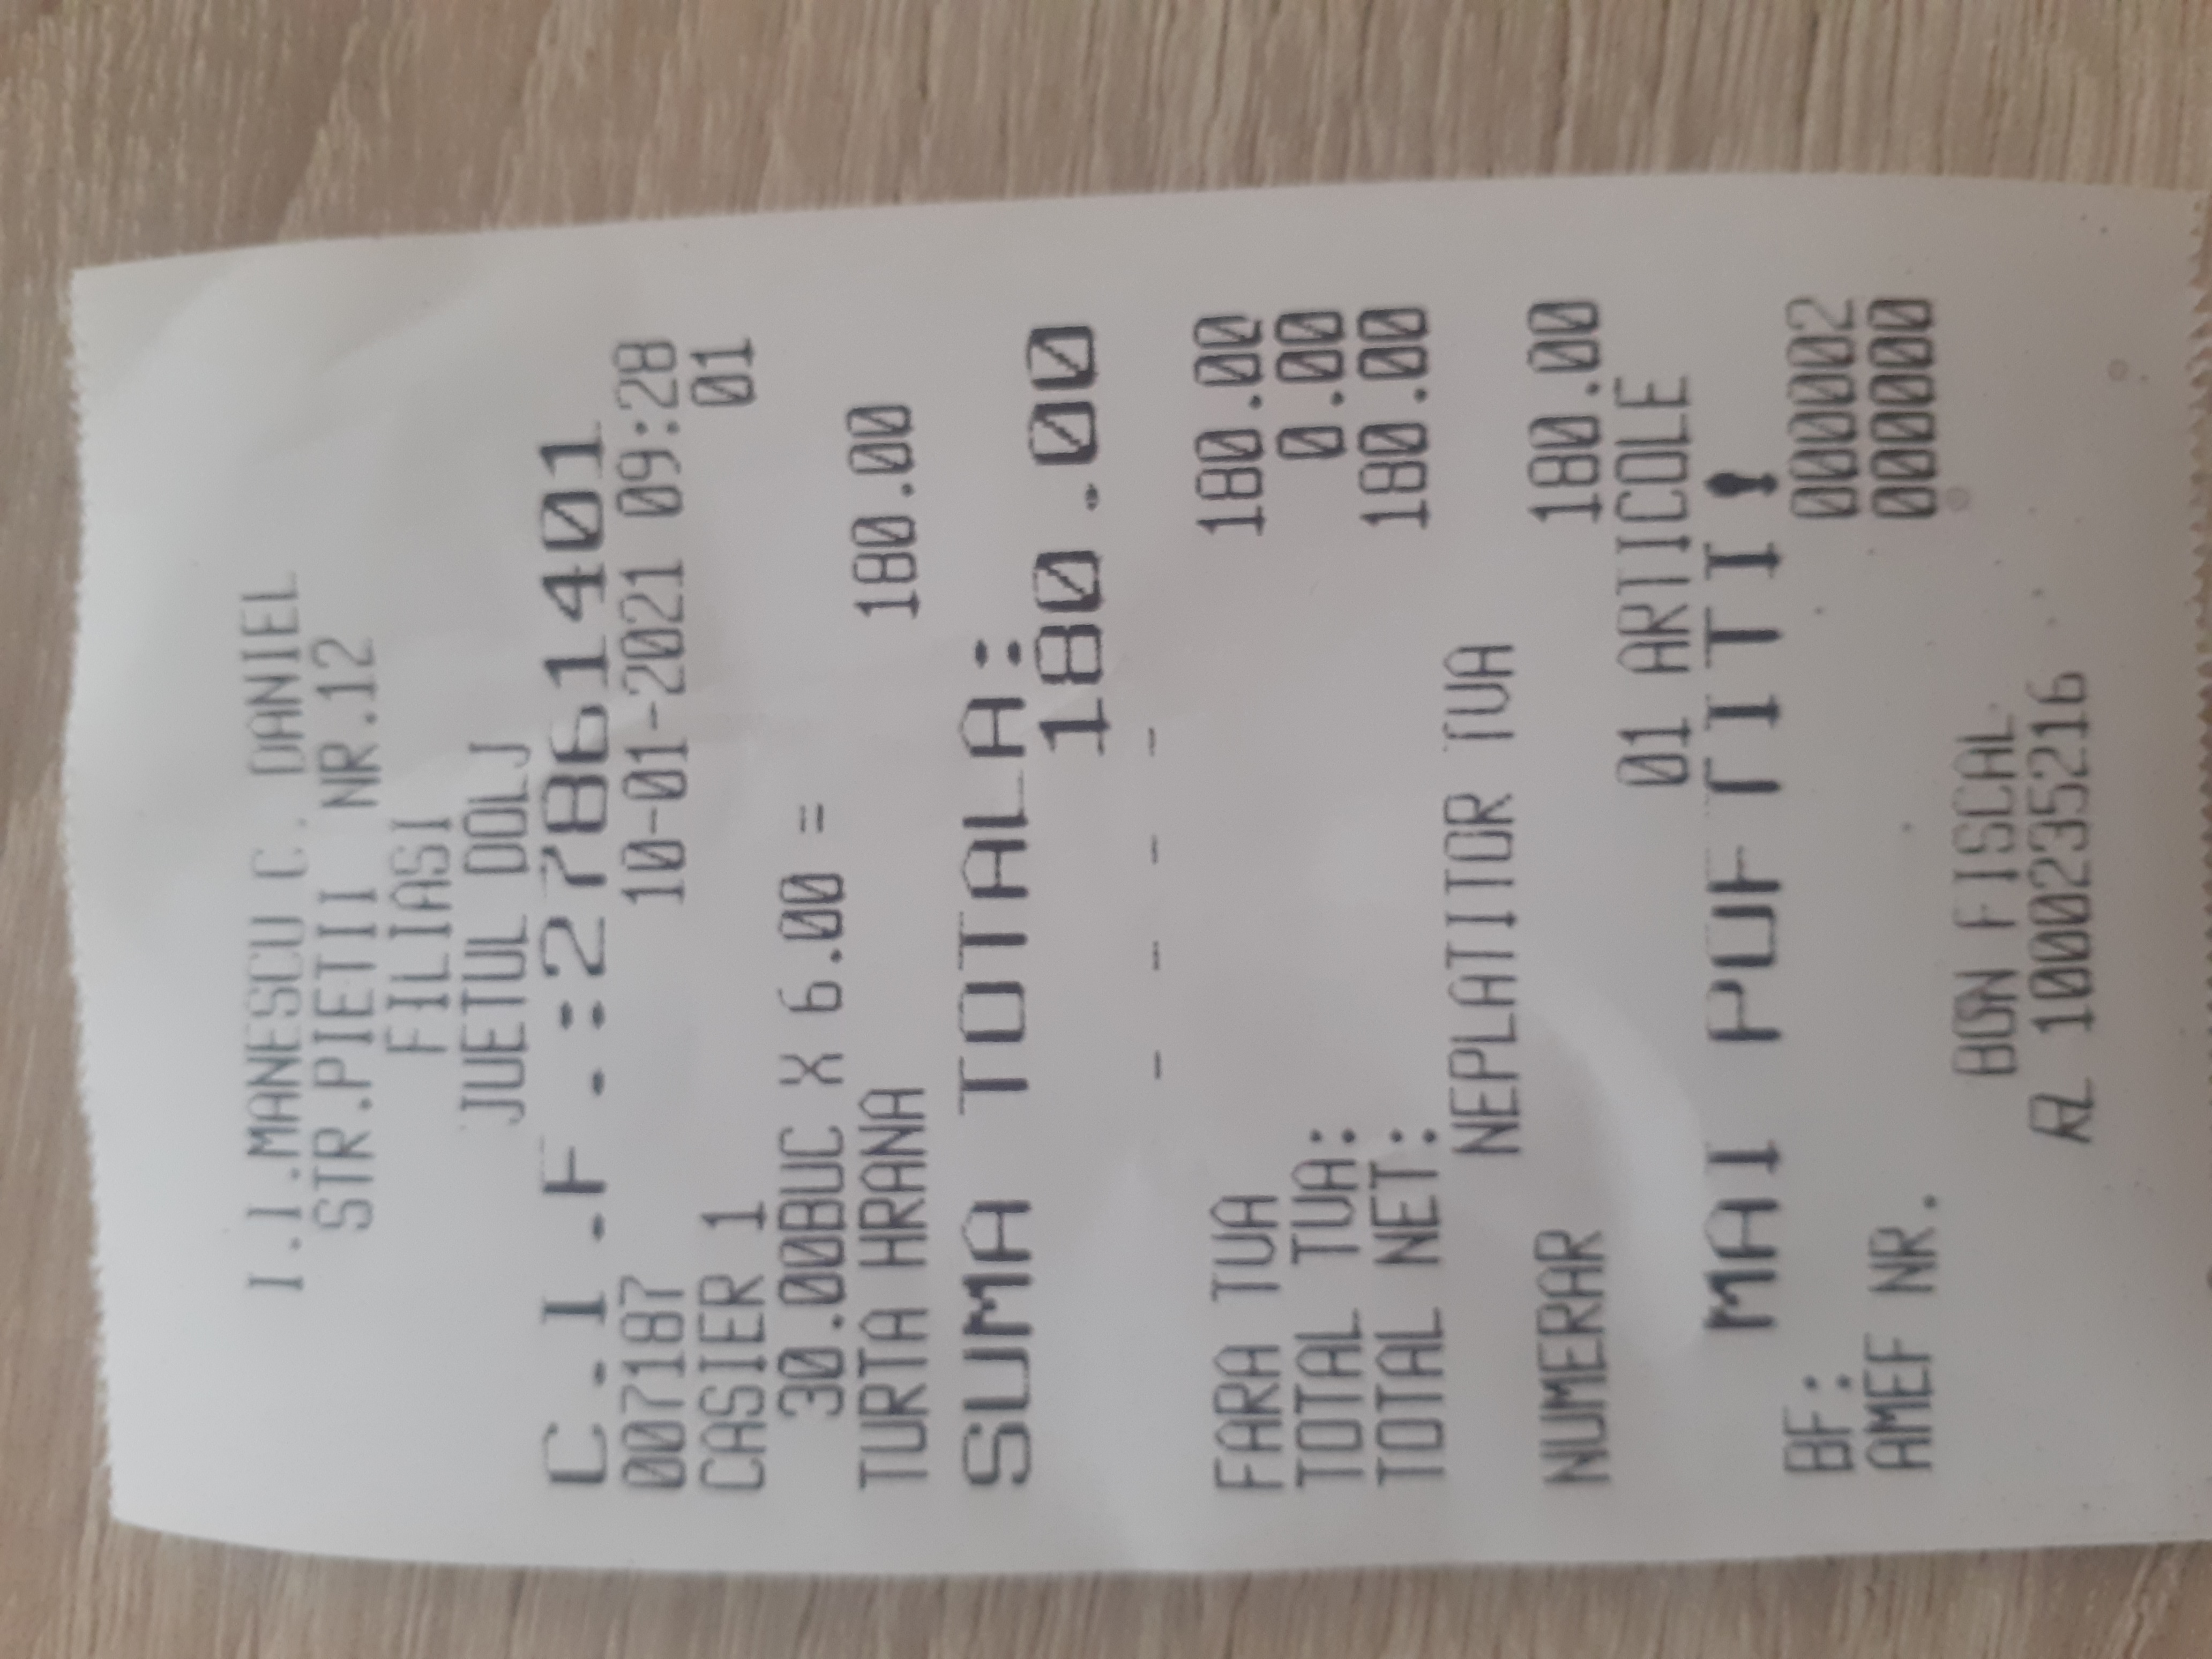 I.I.MANESCU C. DANIEL
STR.PIETII NR.12
FILIASI
JUETUL DOLJ
C.I.F.:27861401
007187 10-01-2021 09:28
CASIER 1 01
30.00BUC X 6.00 =
TURTA HRANA 180.00
SUMA TOTALA:
180.00
- - - -
FARA TVA 180.00
TOTAL TVA: 0.00
TOTAL NET: 180.00
NEPLATITOR TVA
NUMERAR 180.00
01 ARTICOLE
MAI POFTITI!
BF: 000002
AMEF NR. 000000
BON FISCAL
1000235216